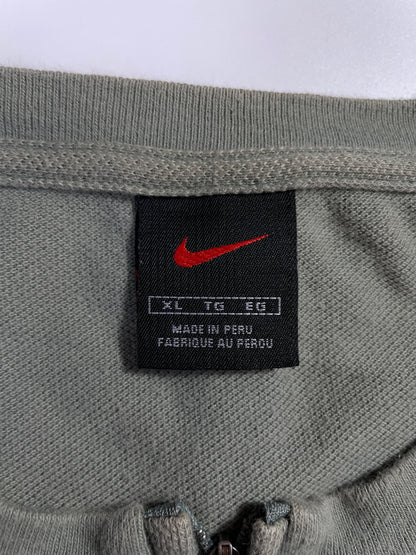 XL TG EG
MADE IN PERU
FABRIQUE AU PEROU